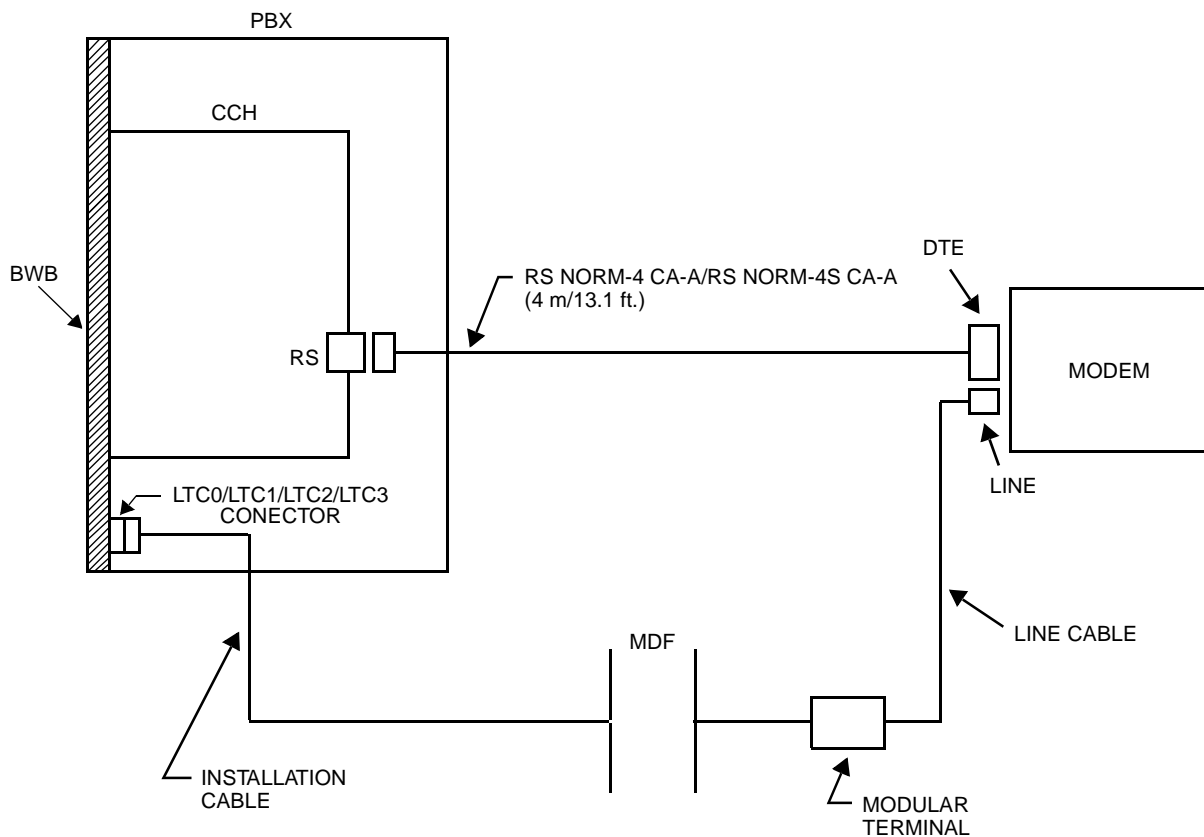 PBX
CCH
BWB
RS
RS NORM-4 CA-A/RS NORM-4S CA-A
(4 m/13.1 ft.)
DTE
MODEM
LINE
LTC0/LTC1/LTC2/LTC3
CONECTOR
LINE CABLE
MDF
INSTALLATION
CABLE
MODULAR
TERMINAL